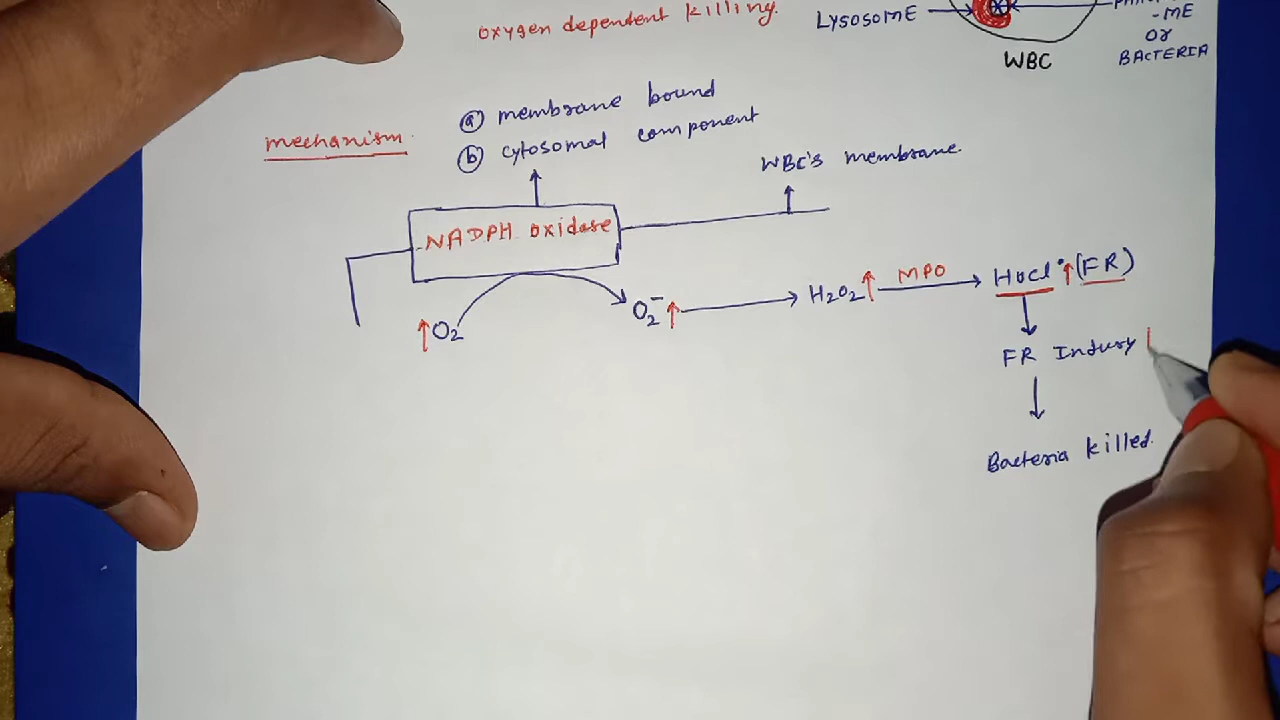 oxygen dependent killing.
LYSOSOME
-ME
OR
BACTERIA
WBC
mechanism.
(a) membrane bound
(b) cytosomal component
WBC's membrane.
NADPH oxidase
↑O₂
O₂⁻↑
H₂O₂↑
MPO
HOCl°↑(FR)
FR Indury
Bacteria killed.